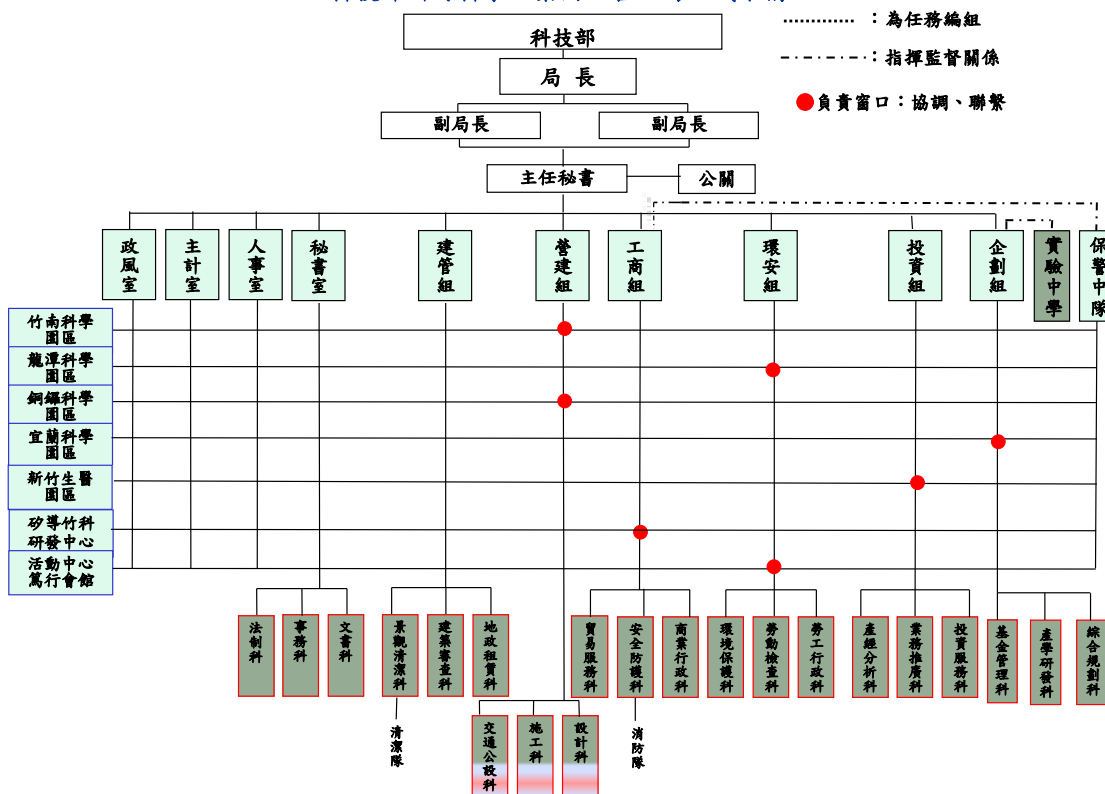 科技部
局 長
副局長
副局長
主任秘書
公關
：為任務編組
：指揮監督關係
負責窗口：協調、聯繫
政風室
主計室
人事室
秘書室
建管組
營建組
工商組
環安組
投資組
企劃組
實驗中學
保警中隊
竹南科學
園區
龍潭科學
園區
銅鑼科學
園區
宜蘭科學
園區
新竹生醫
園區
矽導竹科
研發中心
活動中心
篤行會館
法制科
事務科
文書科
景觀清潔科
建築審查科
地政租賃科
貿易服務科
安全防護科
商業行政科
環境保護科
勞動檢查科
勞工行政科
產經分析科
業務推廣科
投資服務科
基金管理科
產學研發科
綜合規劃科
清潔隊
交通公設科
施工科
設計科
消防隊